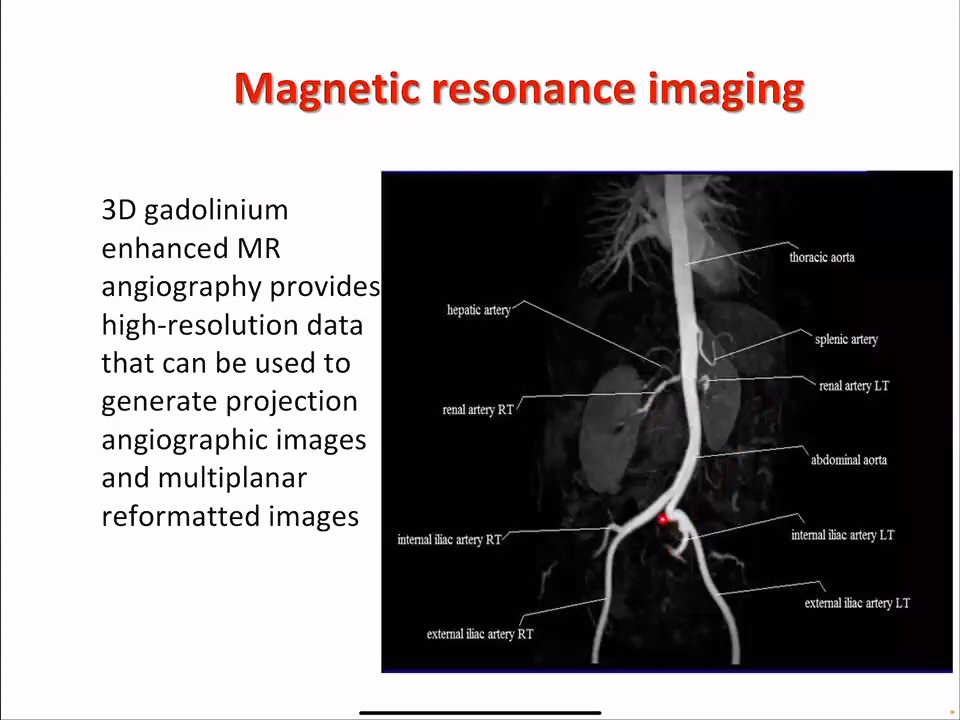 Magnetic resonance imaging
3D gadolinium
enhanced MR
angiography provides
high-resolution data
that can be used to
generate projection
angiographic images
and multiplanar
reformatted images
thoracic aorta
hepatic artery
splenic artery
renal artery LT
renal artery RT
abdominal aorta
internal iliac artery RT
internal iliac artery LT
external iliac artery LT
external iliac artery RT